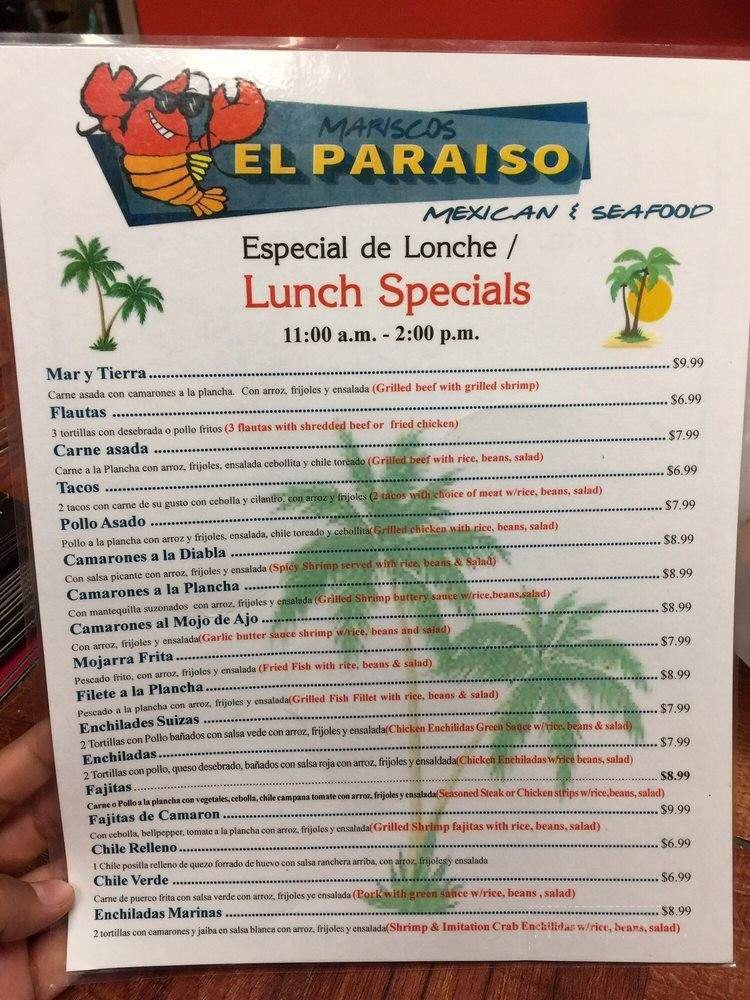 MARISCOS
EL PARAISO
MEXICAN & SEAFOOD
Especial de Lonche /
Lunch Specials
11:00 a.m. - 2:00 p.m.
Mar y Tierra $9.99
Carne asada con camarones a la plancha. Con arroz, frijoles y ensalada (Grilled beef with grilled shrimp)
Flautas $6.99
3 tortillas con desebrada o pollo fritos (3 flautas with shredded beef or fried chicken)
Carne asada $7.99
Carne a la Plancha con arroz, frijoles, ensalada cebollita y chile toreado (Grilled beef with rice, beans, salad)
Tacos $6.99
2 tacos con carne de su gusto con cebolla y cilantro, con arroz y frijoles (2 tacos with choice of meat w/rice, beans, salad)
Pollo Asado $7.99
Pollo a la plancha con arroz y frijoles, ensalada, chile toreado y cebollita(Grilled chicken with rice, beans, salad)
Camarones a la Diabla $8.99
Con salsa picante con arroz, frijoles y ensalada (Spicy Shrimp served with rice, beans & Salad)
Camarones a la Plancha $8.99
Con mantequilla suzonados con arroz, frijoles y ensalada (Grilled Shrimp buttery sauce w/rice,beans,salad)
Camarones al Mojo de Ajo $8.99
Con arroz, frijoles y ensalada(Garlic butter sauce shrimp w/rice, beans and salad)
Mojarra Frita $7.99
Pescado frito, con arroz, frijoles y ensalada (Fried Fish with rice, beans & salad)
Filete a la Plancha $8.99
Pescado a la plancha con arroz, frijoles y ensalada(Grilled Fish Fillet with rice, beans & salad)
Enchilades Suizas $7.99
2 Tortillas con Pollo bañados con salsa vede con arroz, frijoles y ensalada(Chicken Enchilidas Green Sauce w/rice, beans & salad)
Enchiladas $7.99
2 Tortillas con pollo, queso desebrado, bañados con salsa roja con arroz, frijoles y ensaldada(Chicken Enchiladas w/rice beans, salad)
Fajitas $8.99
Carne o Pollo a la plancha con vegetales, cebolla, chile campana tomate con arroz, frijoles y ensalada(Seasoned Steak or Chicken strips w/rice,beans, salad)
Fajitas de Camaron $9.99
Con cebolla, bellpepper, tomate a la plancha con arroz, frijoles y ensalada(Grilled Shrimp fajitas with rice, beans, salad)
Chile Relleno $6.99
1 Chile posilla relleno de quezo forrado de huevo con salsa ranchera arriba, con arroz, frijoles y ensalada
Chile Verde $6.99
Carne de puerco frita con salsa verde con arroz, frijoles ye ensalada (Pork with green sauce w/rice, beans , salad)
Enchiladas Marinas $8.99
2 tortillas con camarones y jaiba en salsa blanca con arroz, frijoles y ensalada(Shrimp & Imitation Crab Enchilidas w/rice, beans, salad)